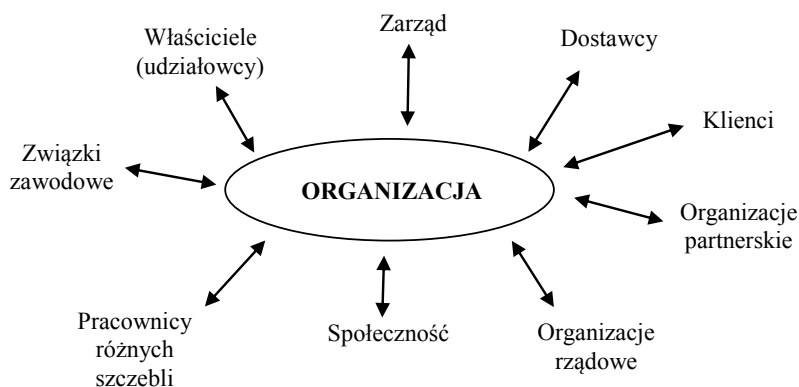 Zarząd
Właściciele
(udziałowcy)
Dostawcy
Klienci
Związki
zawodowe
ORGANIZACJA
Organizacje
partnerskie
Pracownicy
różnych
szczebli
Społeczność
Organizacje
rządowe